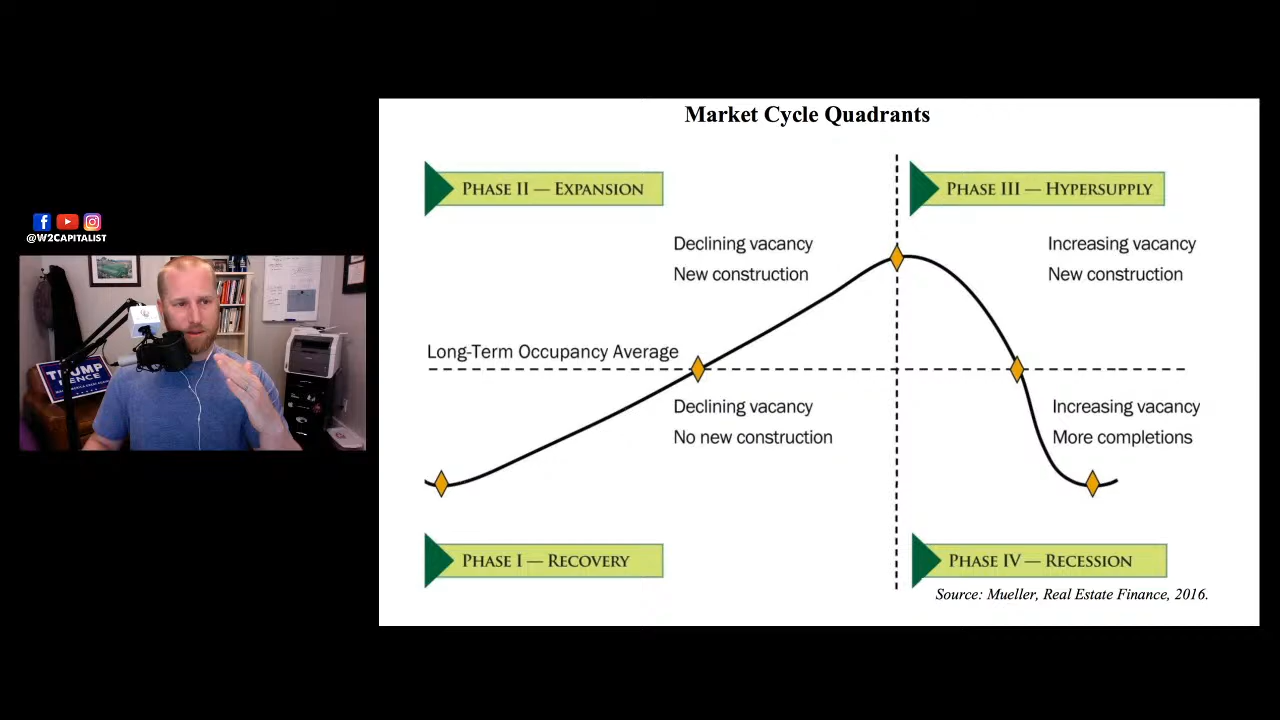 @W2CAPITALIST
TRUMP
PENCE
Market Cycle Quadrants
PHASE II — EXPANSION
PHASE III — HYPERSUPPLY
Declining vacancy
New construction
Increasing vacancy
New construction
Long-Term Occupancy Average
Declining vacancy
No new construction
Increasing vacancy
More completions
PHASE I — RECOVERY
PHASE IV — RECESSION
Source: Mueller, Real Estate Finance, 2016.